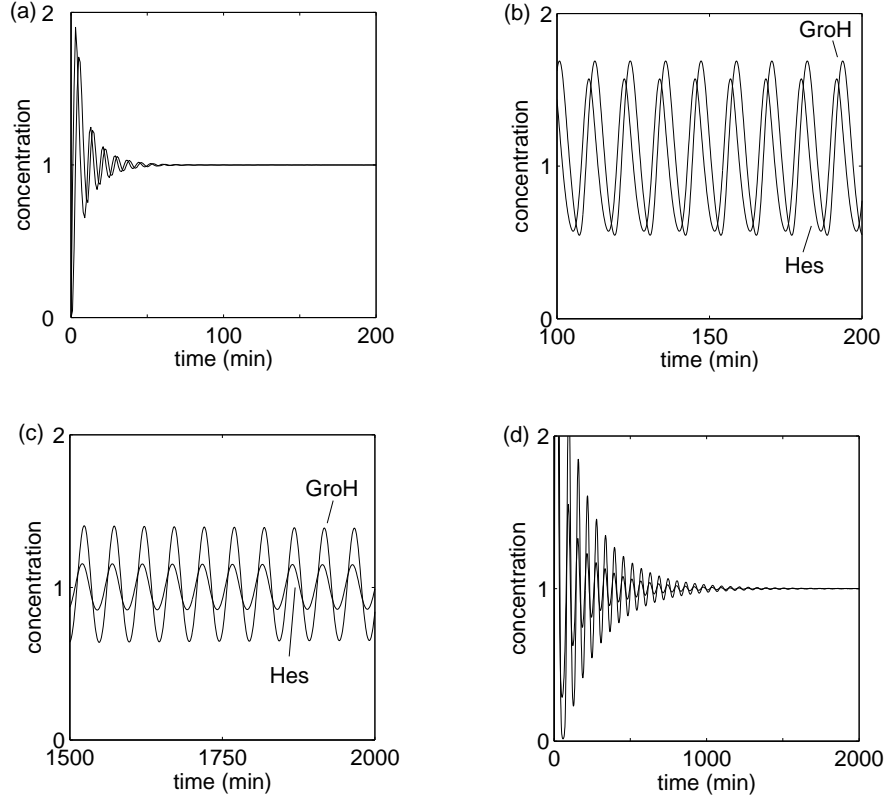 (a)
2
concentration
1
0
0
100
200
time (min)
(b)
2
GroH
concentration
1
Hes
0
100
150
200
time (min)
(c)
2
GroH
concentration
1
Hes
0
1500
1750
2000
time (min)
(d)
2
concentration
1
0
0
1000
2000
time (min)